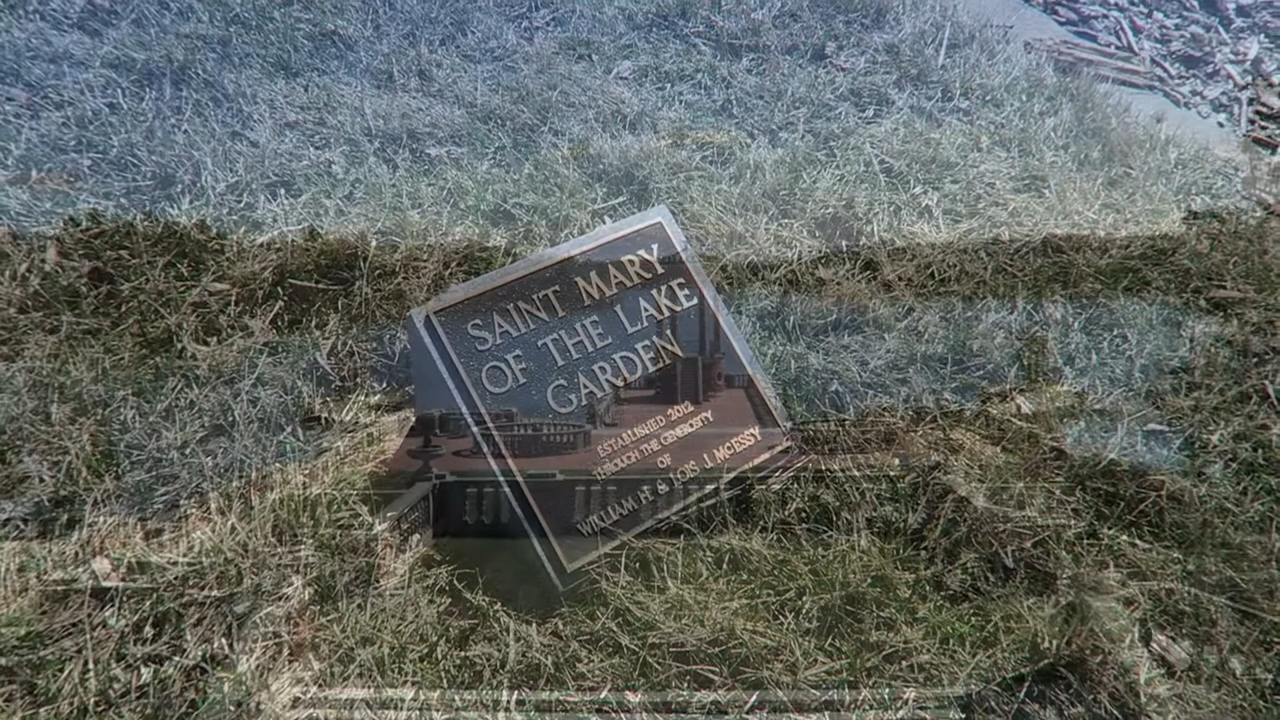 SAINT MARY
OF THE LAKE
GARDEN
ESTABLISHED 2012
THROUGH THE GENEROSITY
OF
WILLIAM H. & LOIS J. MCESSY